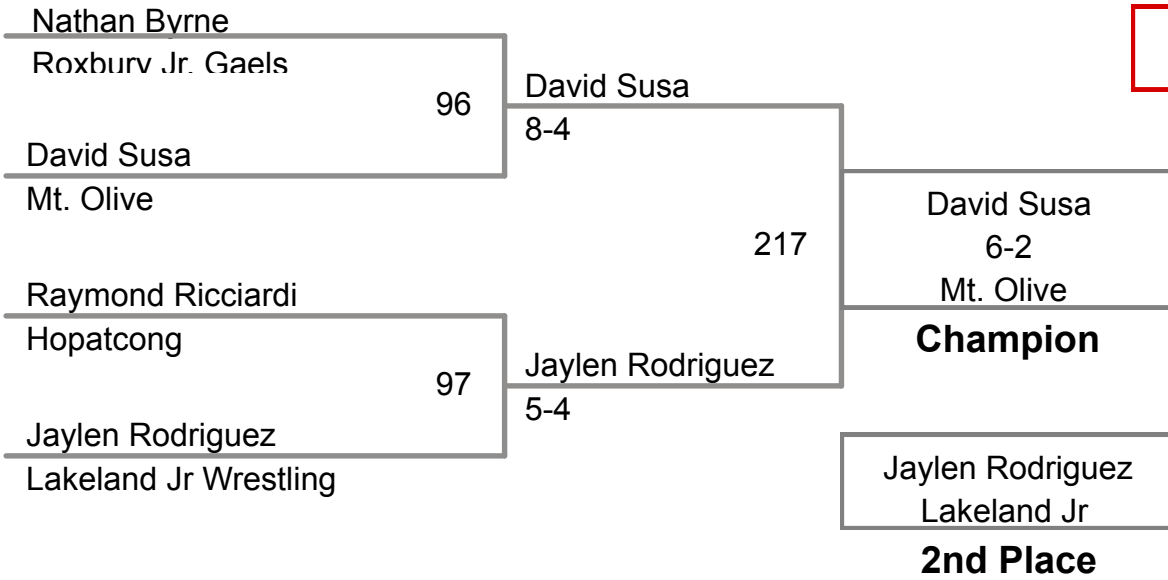 Nathan Byrne
Roxbury Jr. Gaels
96
David Susa
8-4
David Susa
Mt. Olive
217
David Susa
6-2
Mt. Olive
Champion
Raymond Ricciardi
Hopatcong
97
Jaylen Rodriguez
5-4
Jaylen Rodriguez
Lakeland Jr Wrestling
Jaylen Rodriguez
Lakeland Jr
2nd Place